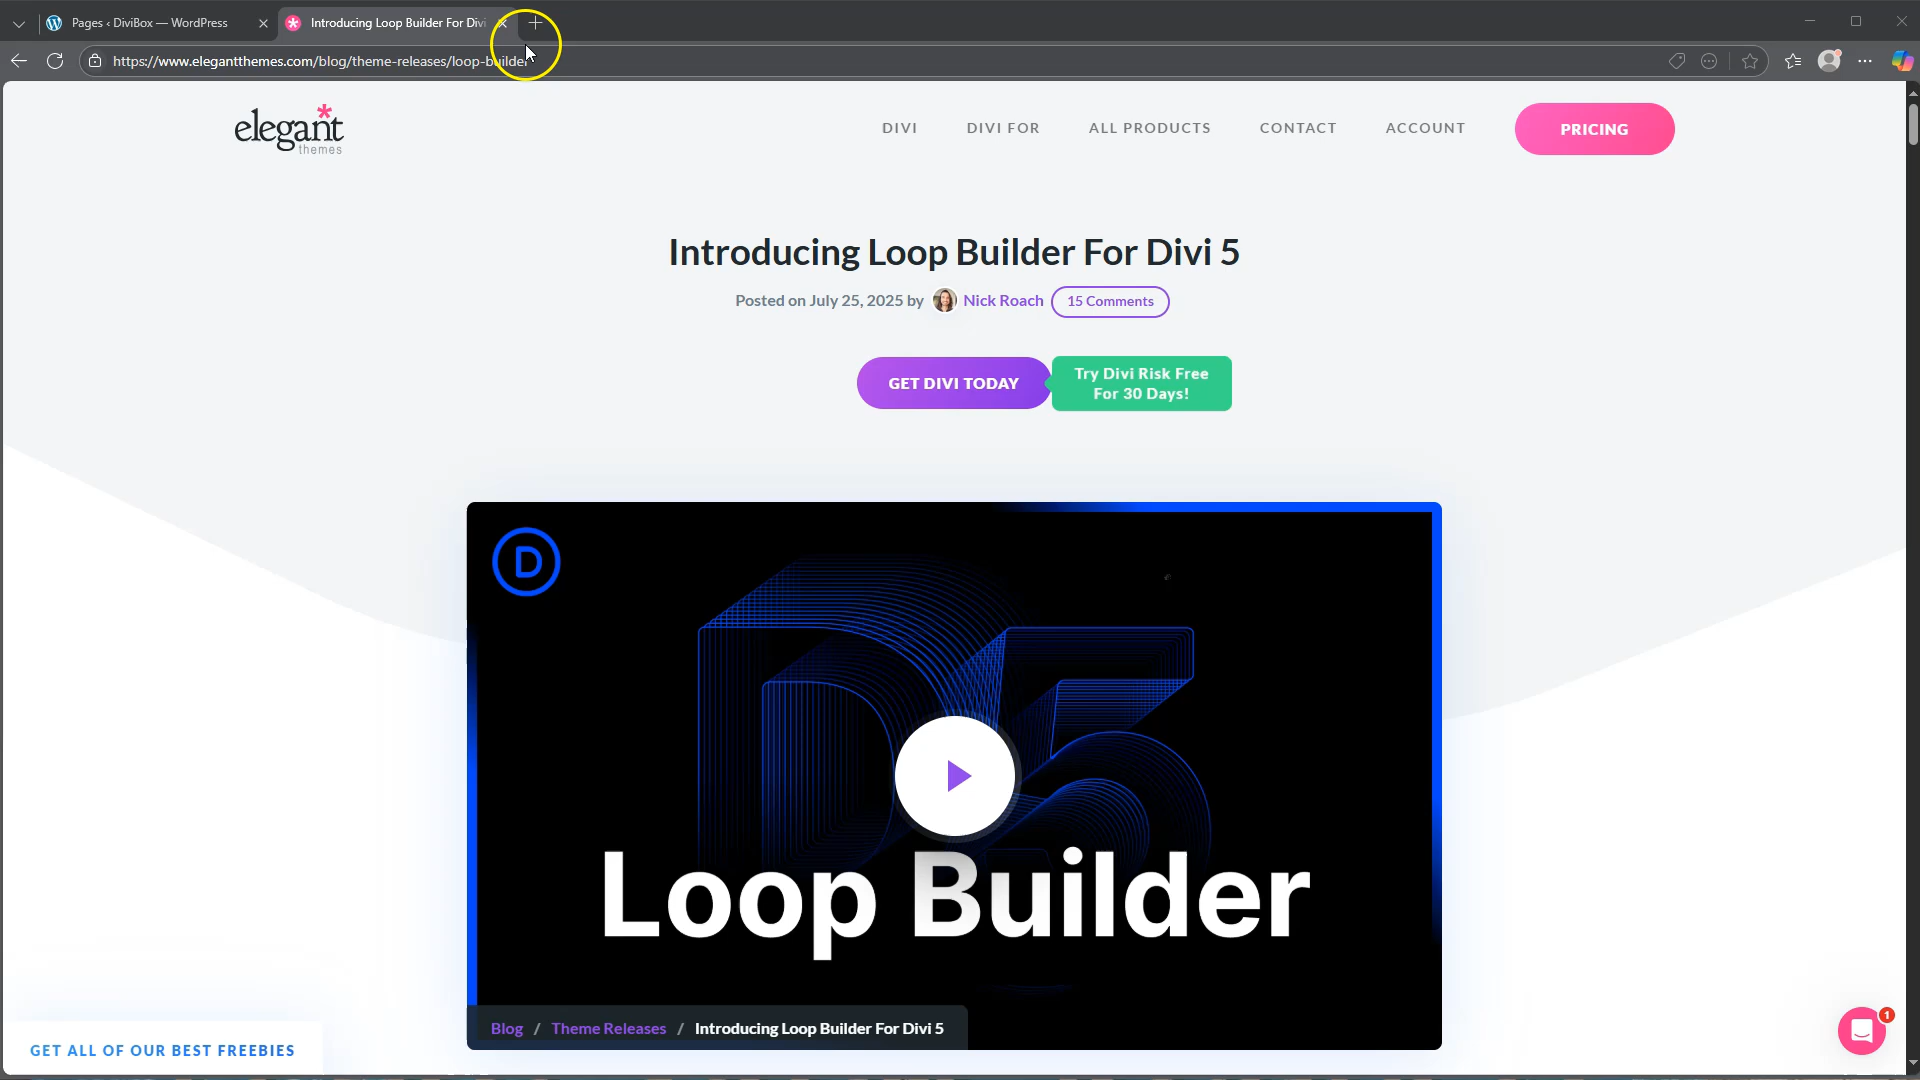 Pages ‹ DiviBox — WordPress
Introducing Loop Builder For Divi
https://www.elegantthemes.com/blog/theme-releases/loop-builder
elegant
themes
DIVI
DIVI FOR
ALL PRODUCTS
CONTACT
ACCOUNT
PRICING
Introducing Loop Builder For Divi 5
Posted on July 25, 2025 by Nick Roach 15 Comments
GET DIVI TODAY
Try Divi Risk Free
For 30 Days!
D
D5
Loop Builder
Blog / Theme Releases / Introducing Loop Builder For Divi 5
GET ALL OF OUR BEST FREEBIES
1